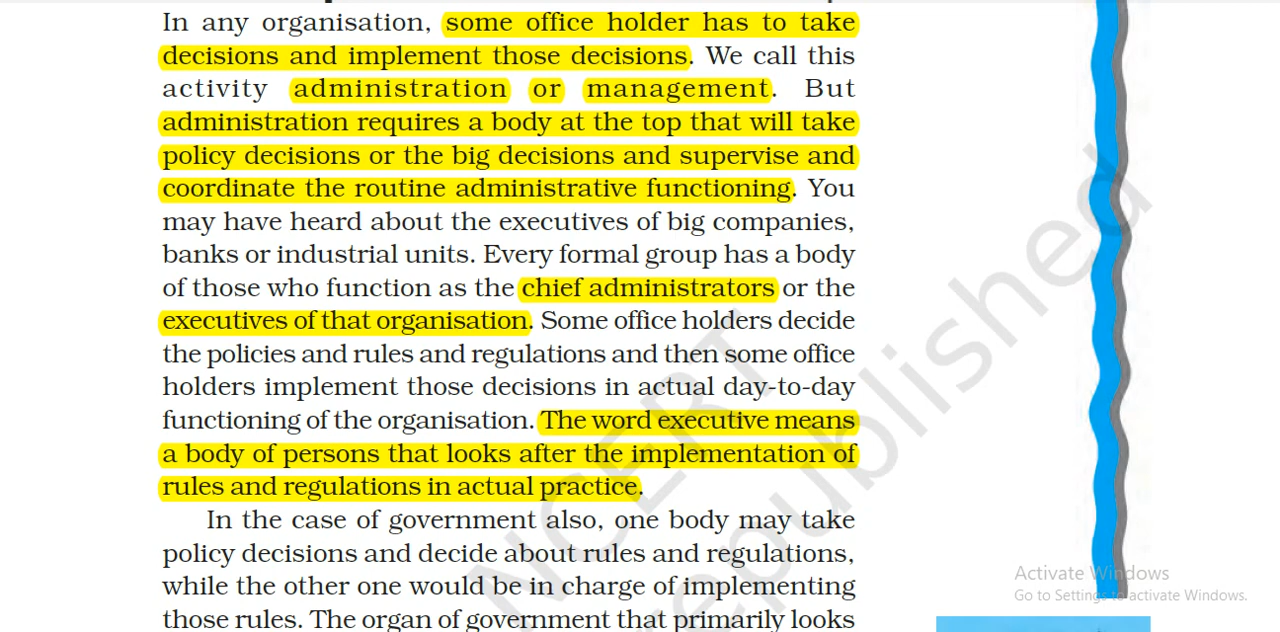 In any organisation, some office holder has to take
decisions and implement those decisions. We call this
activity administration or management. But
administration requires a body at the top that will take
policy decisions or the big decisions and supervise and
coordinate the routine administrative functioning. You
may have heard about the executives of big companies,
banks or industrial units. Every formal group has a body
of those who function as the chief administrators or the
executives of that organisation. Some office holders decide
the policies and rules and regulations and then some office
holders implement those decisions in actual day-to-day
functioning of the organisation. The word executive means
a body of persons that looks after the implementation of
rules and regulations in actual practice.
In the case of government also, one body may take
policy decisions and decide about rules and regulations,
while the other one would be in charge of implementing
those rules. The organ of government that primarily looks
NCERT
republished
Activate Windows
Go to Settings to activate Windows.